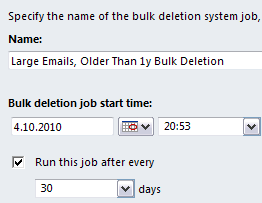 Specify the name of the bulk deletion system job,
Name:
Large Emails, Older Than 1y Bulk Deletion
Bulk deletion job start time:
4.10.2010 20:53
Run this job after every
30 days